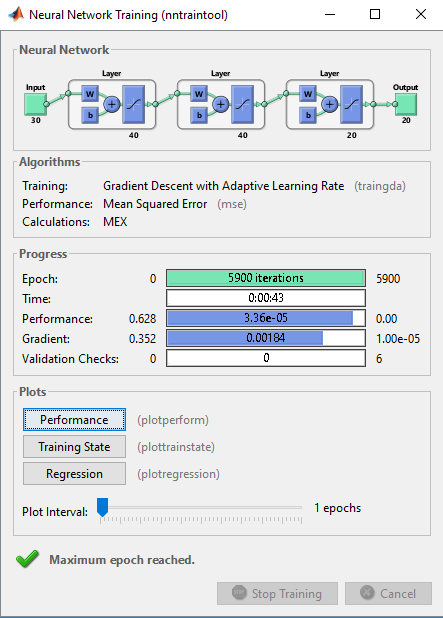 Neural Network Training (nntraintool)
Neural Network
Layer Layer Layer
Input Output
W W W
b b b
+ + +
30 40 40 20 20
Algorithms
Training: Gradient Descent with Adaptive Learning Rate (traingda)
Performance: Mean Squared Error (mse)
Calculations: MEX
Progress
Epoch: 0 5900 iterations 5900
Time: 0:00:43
Performance: 0.628 3.36e-05 0.00
Gradient: 0.352 0.00184 1.00e-05
Validation Checks: 0 0 6
Plots
Performance (plotperform)
Training State (plottrainstate)
Regression (plotregression)
Plot Interval: 1 epochs
Maximum epoch reached.
Stop Training Cancel